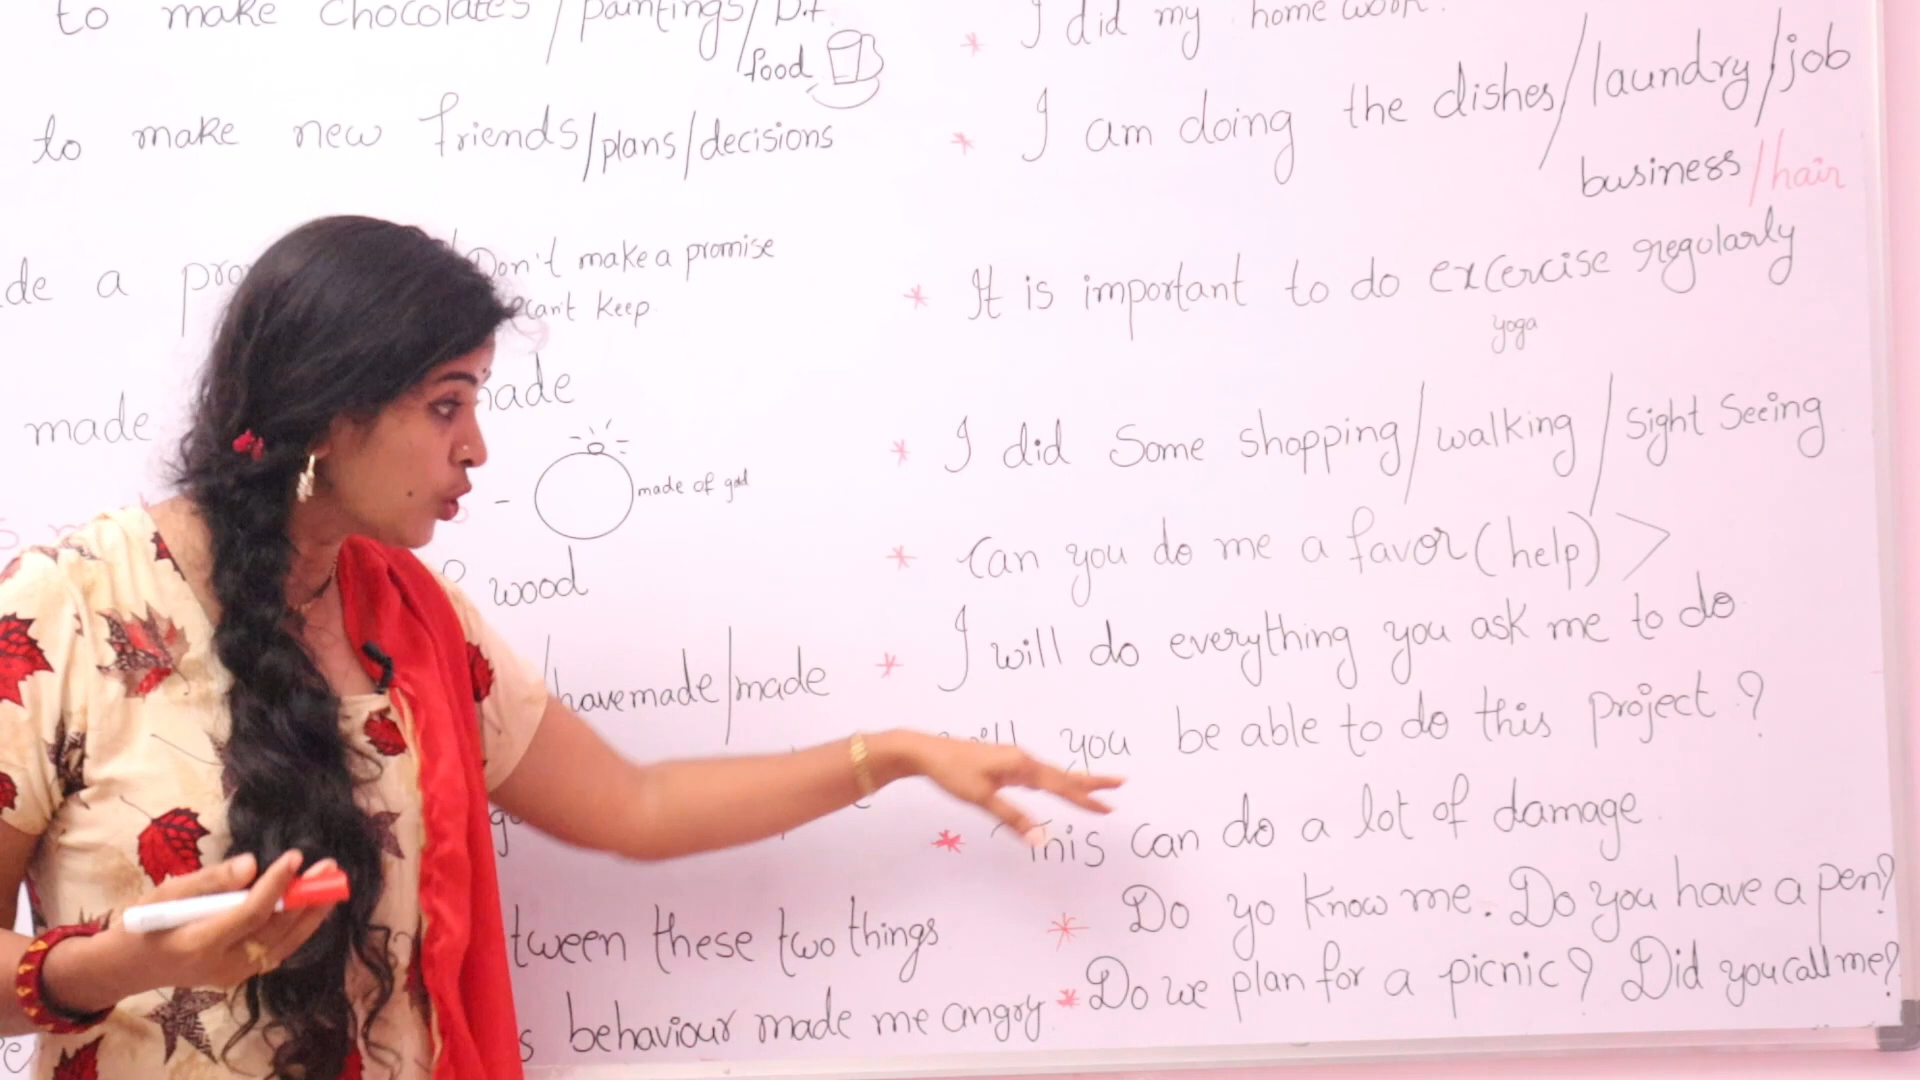 to make chocolates/paintings/B.f
food
to make new friends/plans/decisions
a
Don't make a promise
can't keep
made
made of gold
wood
have made/made
tween these two things
behaviour made me angry
* I did my home work.
* I am doing the dishes/laundry/job
business/hair
* It is important to do excercise regularly
yoga
* I did some shopping/walking/sight seeing
* Can you do me a favor (help) >
* I will do everything you ask me to do
you be able to do this project?
* This can do a lot of damage.
* Do yo know me. Do you have a pen?
* Do we plan for a picnic? Did you call me?